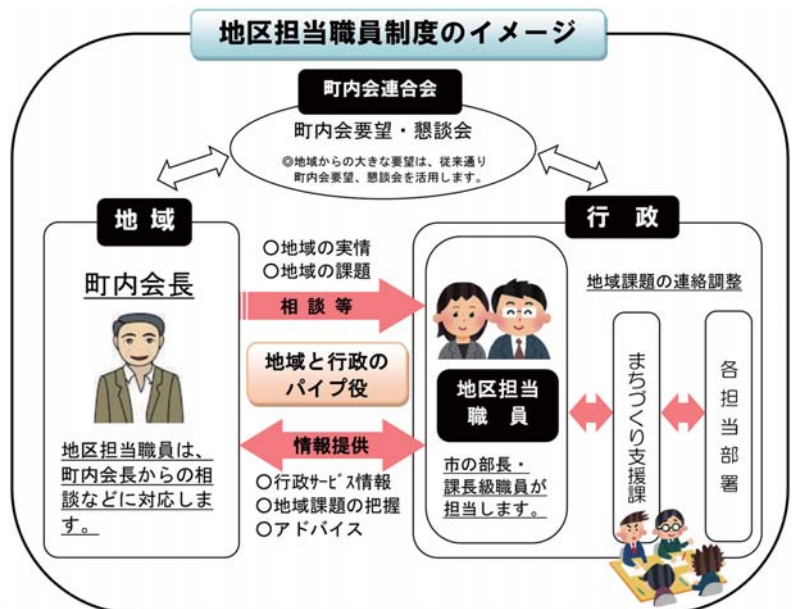 地区担当職員制度のイメージ
町内会連合会
町内会要望・懇談会
◎地域からの大きな要望は、従来通り
町内会要望、懇談会を活用します。
地域
町内会長
地区担当職員は、
町内会長からの相
談などに対応しま
す。
〇地域の実情
〇地域の課題
相談等
地域と行政の
パイプ役
情報提供
〇行政ｻｰﾋﾞｽ情報
〇地域課題の把握
〇アドバイス
行政
地区担当
職員
市の部長・
課長級職員が
担当します。
地域課題の連絡調整
まちづくり支援課
各担当部署